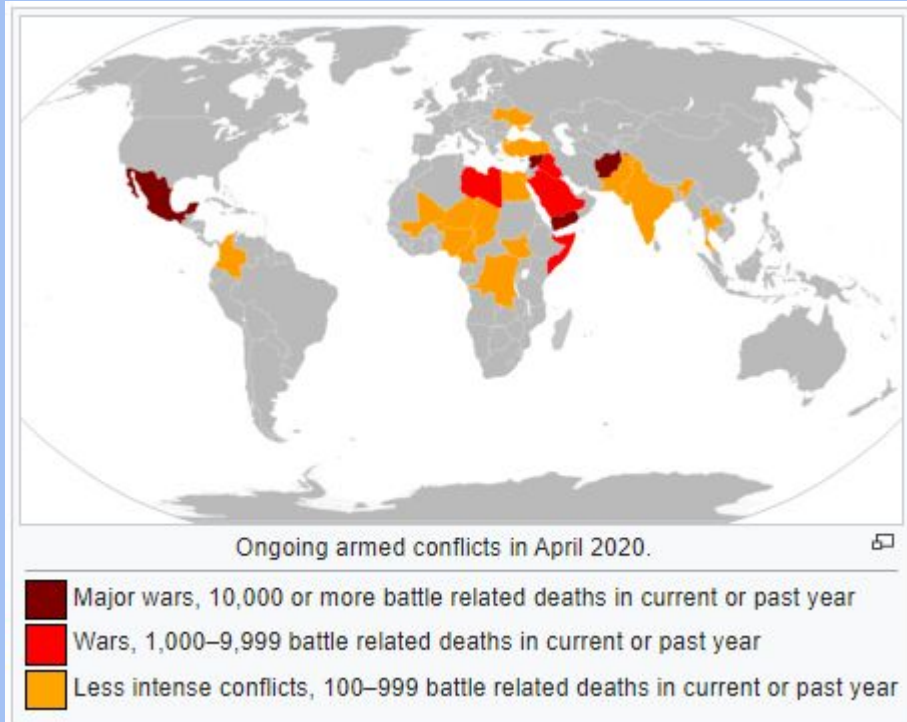 Ongoing armed conflicts in April 2020.
Major wars, 10,000 or more battle related deaths in current or past year
Wars, 1,000–9,999 battle related deaths in current or past year
Less intense conflicts, 100–999 battle related deaths in current or past year